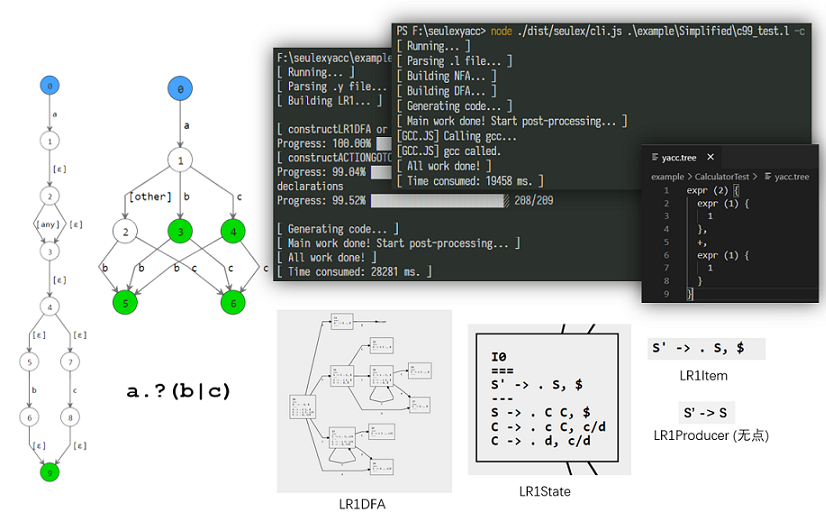 0
a
1
[ε]
2
[any]
[ε]
3
[ε]
4
[ε]
[ε]
5
7
b
c
6
8
[ε]
[ε]
9
0
a
1
[other]
b
c
2
3
4
b
b
b
c
c
c
5
6
a.?(b|c)
F:\seulexyacc\example
[ Running... ]
[ Parsing .y file...
[ Building LR1... ]
[ constructLR1DFA or
Progress: 100.00%
[ constructACTIONGOTO
Progress: 99.04%
declarations
Progress: 99.52% 208/209
[ Generating code... ]
[ Main work done! Start post-processing... ]
[ All work done! ]
[ Time consumed: 28281 ms. ]
PS F:\seulexyacc> node ./dist/seulex/cli.js .\example\Simplified\c99_test.l -c
[ Running... ]
[ Parsing .l file... ]
[ Building NFA... ]
[ Building DFA... ]
[ Generating code... ]
[ Main work done! Start post-processing... ]
[GCC.JS] Calling gcc...
[GCC.JS] gcc called.
[ All work done! ]
[ Time consumed: 19458 ms. ]
yacc.tree
example > CalculatorTest > yacc.tree
1 expr (2) {
2 expr (1) {
3 1
4 },
5 +,
6 expr (1) {
7 1
8 }
9 }
LR1DFA
I0
===
S' -> . S, $
---
S -> . C C, $
C -> . c C, c/d
C -> . d, c/d
LR1State
S' -> . S, $
LR1Item
S' -> S
LR1Producer (无点)